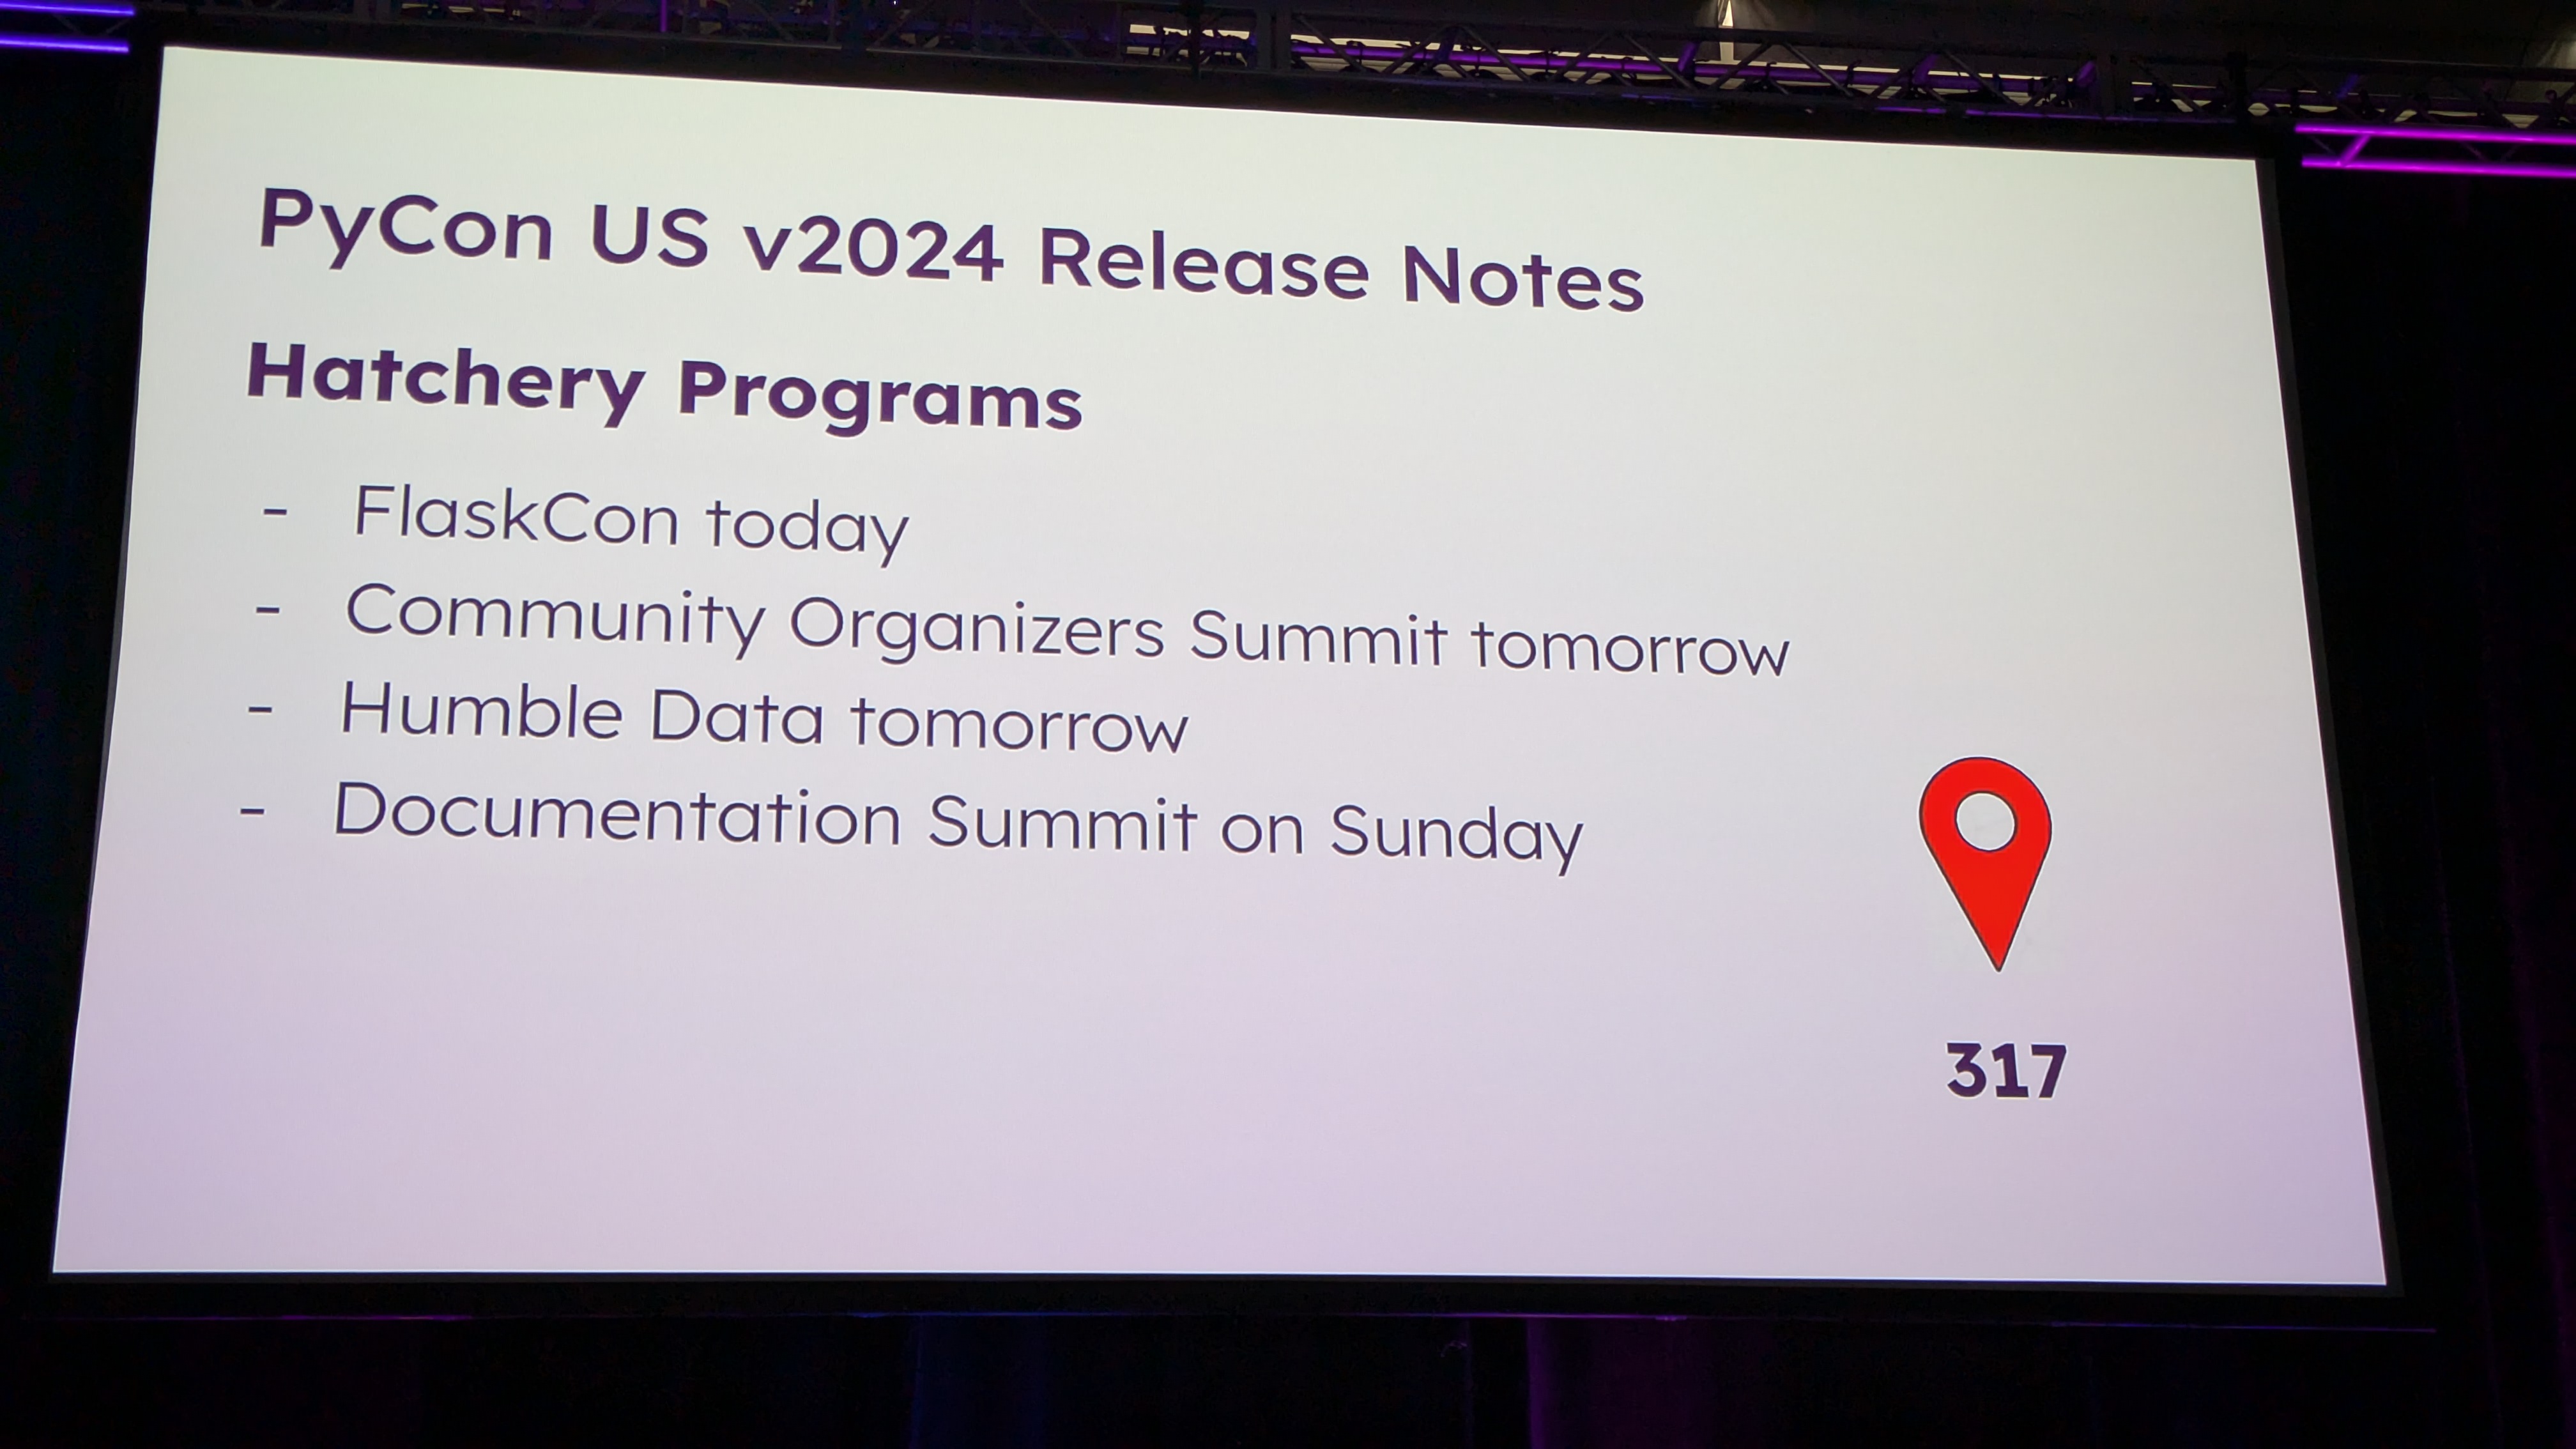 PyCon US v2024 Release Notes
Hatchery Programs
- FlaskCon today
- Community Organizers Summit tomorrow
- Humble Data tomorrow
- Documentation Summit on Sunday
317